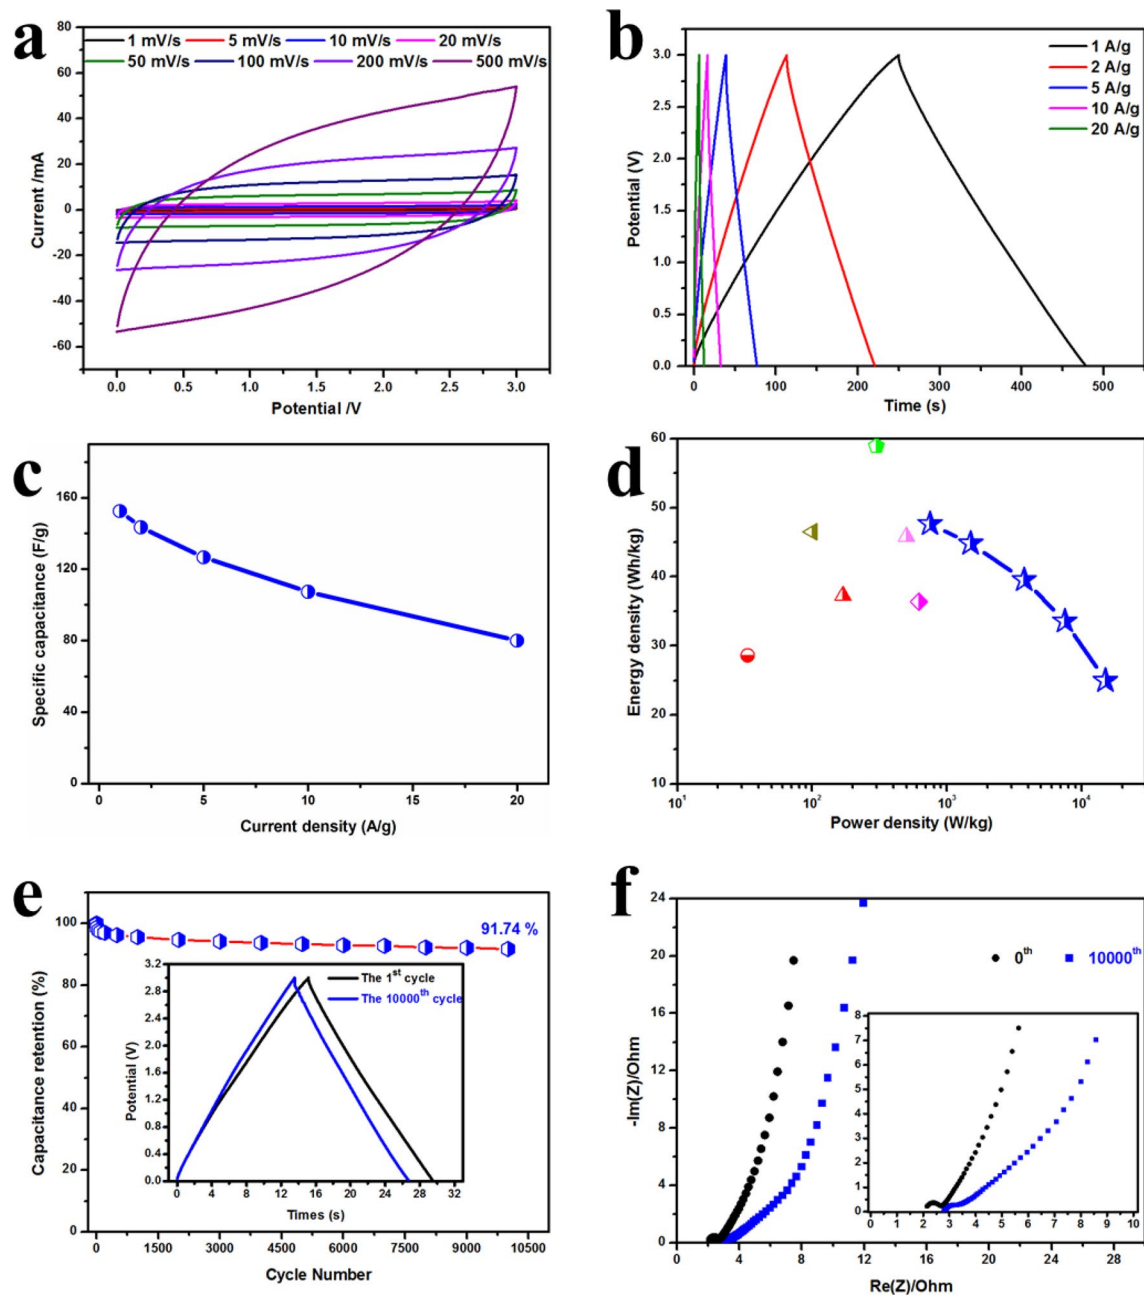 a
80
60
40
20
0
-20
-40
-60
1 mV/s 5 mV/s 10 mV/s 20 mV/s
50 mV/s 100 mV/s 200 mV/s 500 mV/s
Current /mA
0.0 0.5 1.0 1.5 2.0 2.5 3.0
Potential /V
b
3.0
2.5
2.0
1.5
1.0
0.5
0.0
1 A/g
2 A/g
5 A/g
10 A/g
20 A/g
Potential (V)
0 100 200 300 400 500
Time (s)
c
160
120
80
40
0
Specific capacitance (F/g)
0 5 10 15 20
Current density (A/g)
d
60
50
40
30
20
10
Energy density (Wh/kg)
10¹ 10² 10³ 10⁴
Power density (W/kg)
e
100
80
60
40
20
0
91.74 %
Capacitance retention (%)
3.2
2.8
2.4
2.0
1.6
1.2
0.8
0.4
0.0
The 1ˢᵗ cycle
The 10000ᵗʰ cycle
Potential (V)
0 4 8 12 16 20 24 28 32
Times (s)
0 1500 3000 4500 6000 7500 9000 10500
Cycle Number
f
24
20
16
12
8
4
0
0ᵗʰ 10000ᵗʰ
-Im(Z)/Ohm
8
7
6
5
4
3
2
1
0
0 1 2 3 4 5 6 7 8 9 10
0 4 8 12 16 20 24 28
Re(Z)/Ohm